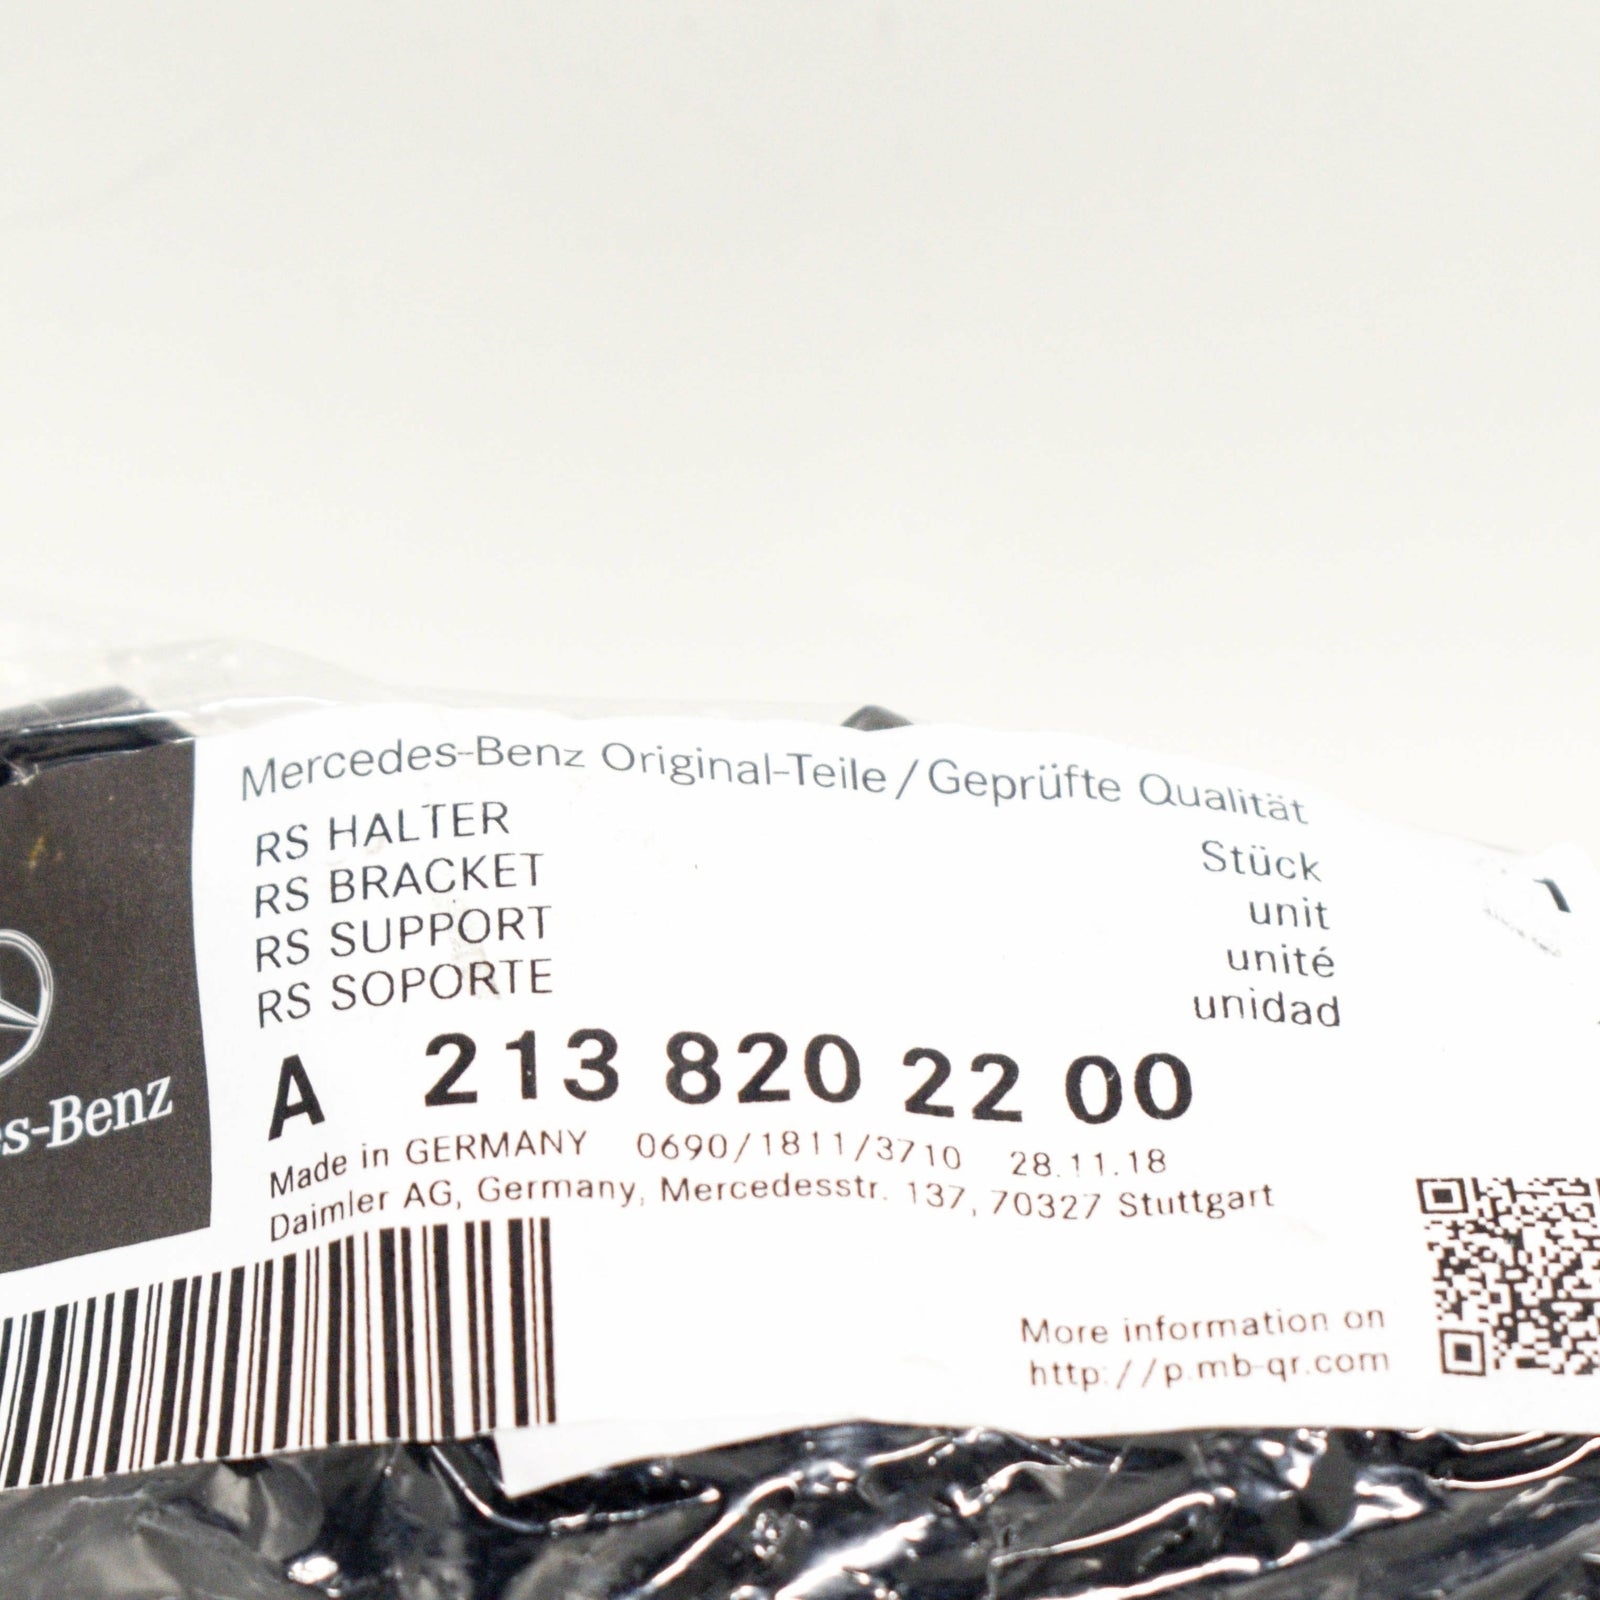 Mercedes-Benz Original-Teile / Geprüfte Qualität
RS HALTER
RS BRACKET
RS SUPPORT
RS SOPORTE
Stück 1
unit
unité
unidad
A 213 820 22 00
Made in GERMANY 0690/1811/3710 28.11.18
Daimler AG, Germany, Mercedesstr. 137, 70327 Stuttgart
es-Benz
More information on
http://p.mb-qr.com